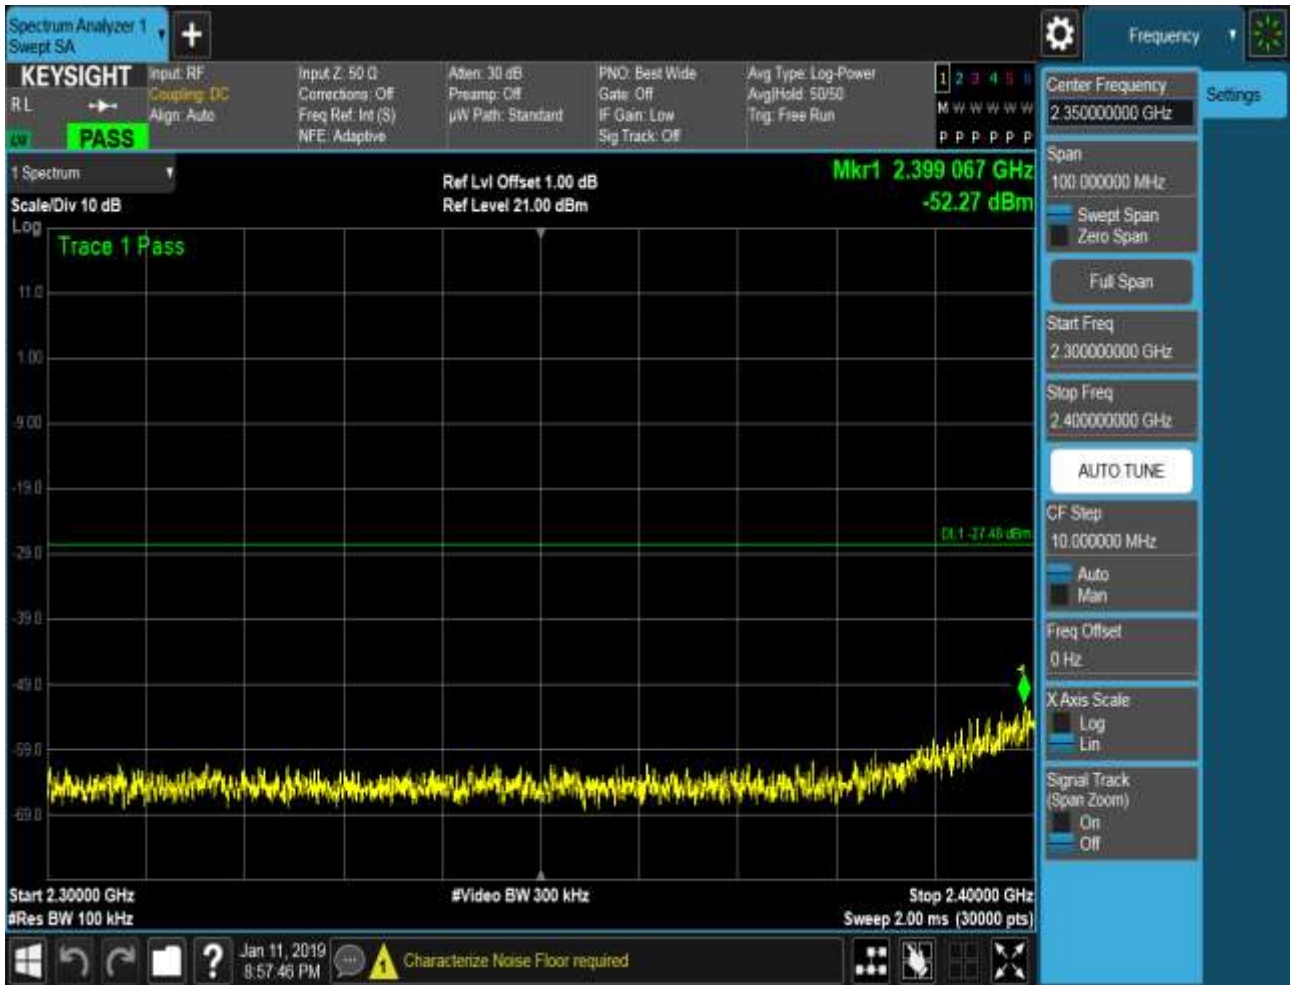 Spectrum Analyzer 1
Swept SA
+
Frequency
KEYSIGHT
RL
PASS
Input: RF
Coupling: DC
Align: Auto
Input Z: 50 Ω
Corrections: Off
Freq Ref: Int (S)
NFE: Adaptive
Atten: 30 dB
Preamp: Off
µW Path: Standard
PNO: Best Wide
Gate: Off
IF Gain: Low
Sig Track: Off
Avg Type: Log-Power
Avg|Hold: 50/50
Trig: Free Run
1 2 3 4 5 6
M W W W W W
P P P P P P
1 Spectrum
Scale/Div 10 dB
Log
Ref Lvl Offset 1.00 dB
Ref Level 21.00 dBm
Mkr1 2.399 067 GHz
-52.27 dBm
Trace 1 Pass
11.0
1.00
-9.00
-19.0
-29.0
-39.0
-49.0
-59.0
-69.0
DL1 -27.48 dBm
1
Start 2.30000 GHz
#Res BW 100 kHz
#Video BW 300 kHz
Stop 2.40000 GHz
Sweep 2.00 ms (30000 pts)
Center Frequency
2.350000000 GHz
Settings
Span
100.000000 MHz
Swept Span
Zero Span
Full Span
Start Freq
2.300000000 GHz
Stop Freq
2.400000000 GHz
AUTO TUNE
CF Step
10.000000 MHz
Auto
Man
Freq Offset
0 Hz
X Axis Scale
Log
Lin
Signal Track
(Span Zoom)
On
Off
?
Jan 11, 2019
8:57:46 PM
1
Characterize Noise Floor required